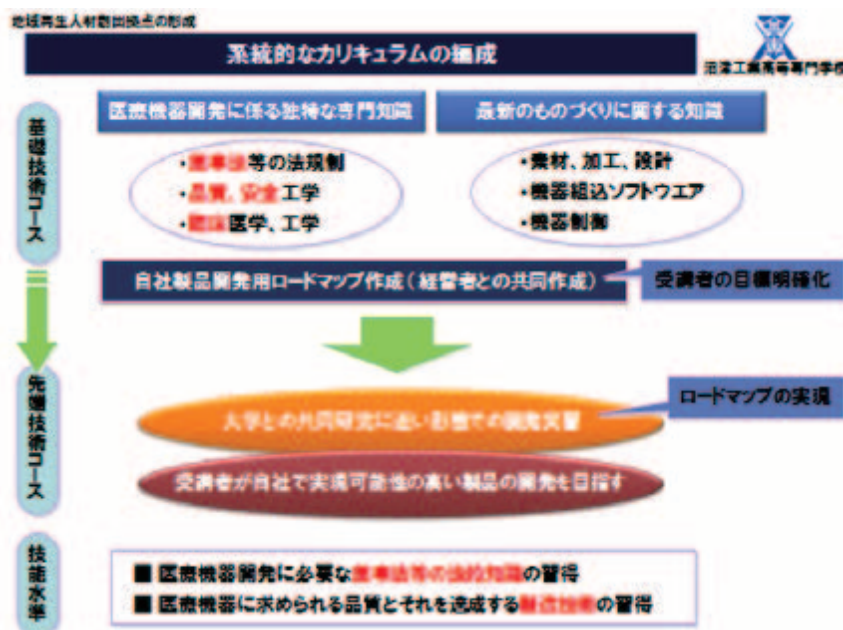 地域再生人材創出拠点の形成
系統的なカリキュラムの編成
沼津工業高等専門学校
基礎技術コース
医療機器開発に係る独特な専門知識
最新のものづくりに関する知識
・薬事法等の法規制
・品質、安全工学
・臨床医学、工学
・素材、加工、設計
・機器組込ソフトウエア
・機器制御
自社製品開発用ロードマップ作成(経営者との共同作成)
受講者の目標明確化
先端技術コース
ロードマップの実現
大学との共同研究に近い形態での開発実習
受講者が自社で実現可能性の高い製品の開発を目指す
技能水準
■ 医療機器開発に必要な薬事法等の法的知識の習得
■ 医療機器に求められる品質とそれを達成する製造技術の習得